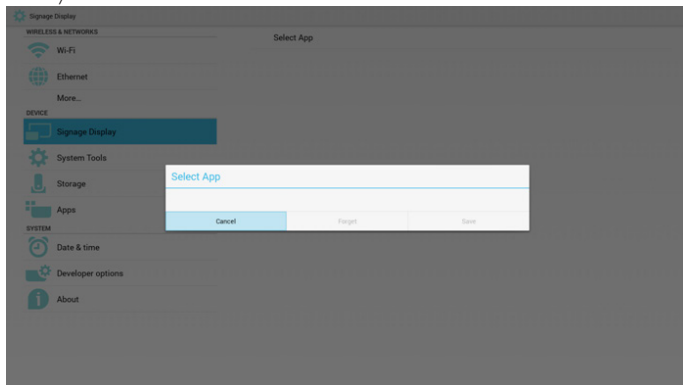 Signage Display
WIRELESS & NETWORKS
Wi-Fi
Ethernet
More...
DEVICE
Signage Display
System Tools
Storage
Apps
SYSTEM
Date & time
Developer options
About
Select App
Select App
Cancel Forget Save